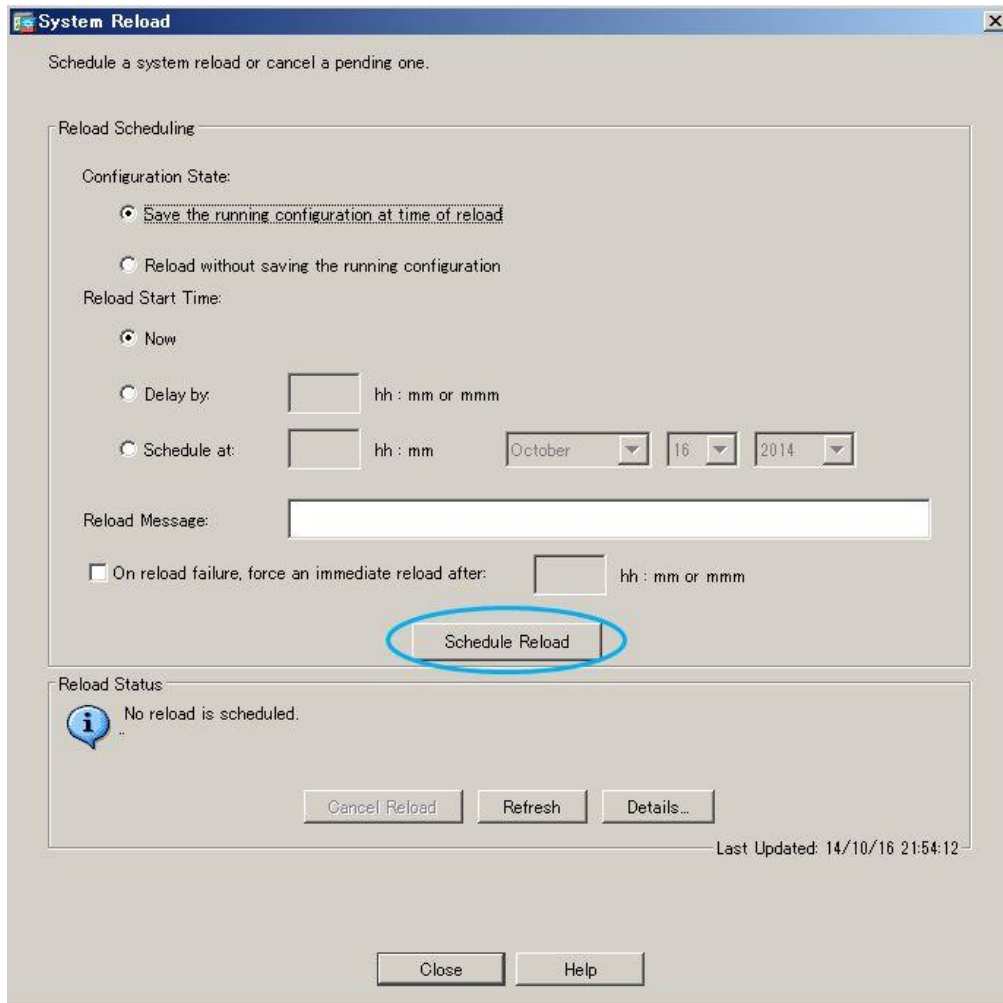 System Reload
Schedule a system reload or cancel a pending one.
Reload Scheduling
Configuration State:
Save the running configuration at time of reload
Reload without saving the running configuration
Reload Start Time:
Now
Delay by: hh : mm or mmm
Schedule at: hh : mm October 16 2014
Reload Message:
On reload failure, force an immediate reload after: hh : mm or mmm
Schedule Reload
Reload Status
No reload is scheduled.
..
Cancel Reload Refresh Details...
Last Updated: 14/10/16 21:54:12
Close Help